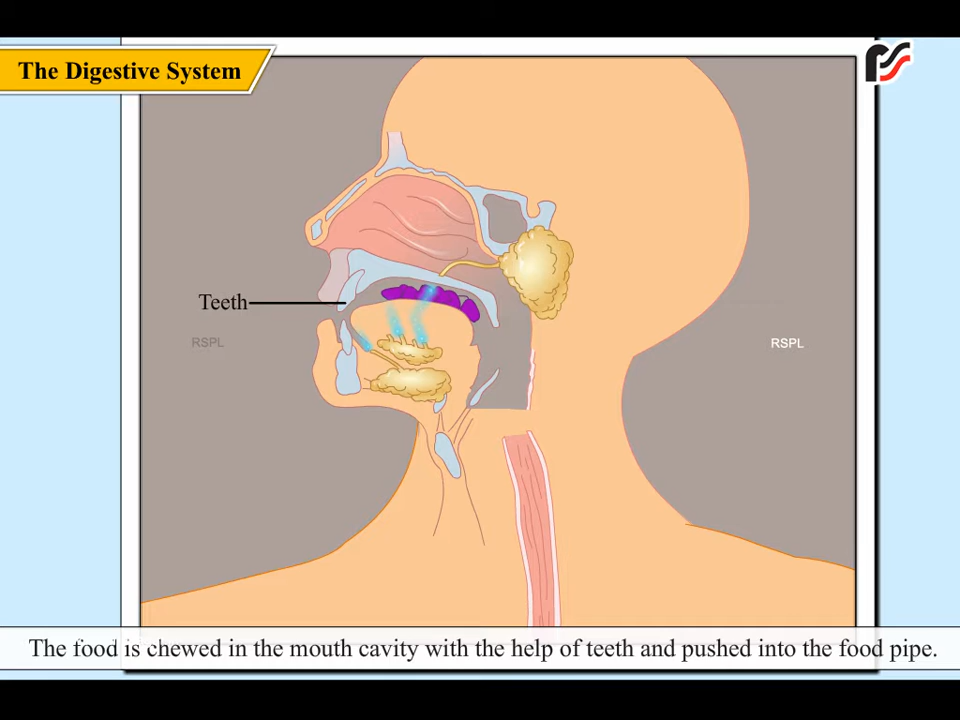 The Digestive System
Teeth
RSPL
RSPL
The food is chewed in the mouth cavity with the help of teeth and pushed into the food pipe.